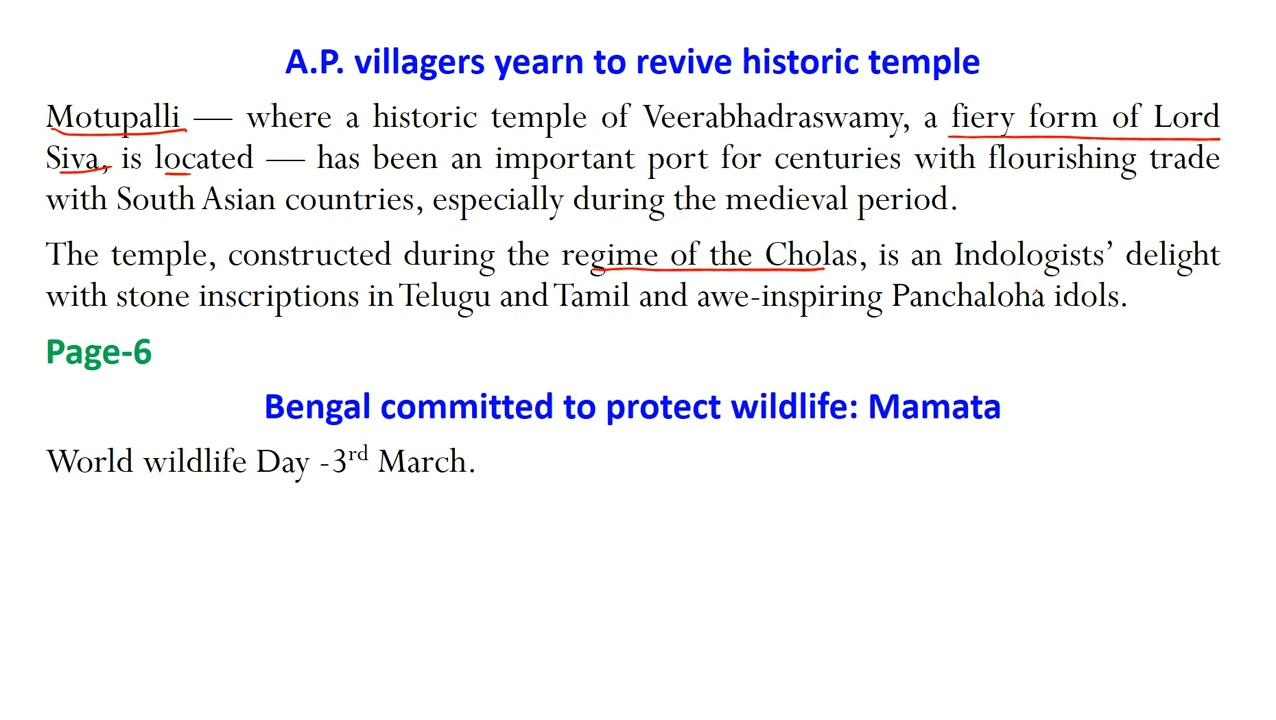 A.P. villagers yearn to revive historic temple
Motupalli — where a historic temple of Veerabhadraswamy, a fiery form of Lord
Siva, is located — has been an important port for centuries with flourishing trade
with South Asian countries, especially during the medieval period.
The temple, constructed during the regime of the Cholas, is an Indologists’ delight
with stone inscriptions in Telugu and Tamil and awe-inspiring Panchaloha idols.
Page-6
Bengal committed to protect wildlife: Mamata
World wildlife Day -3rd March.